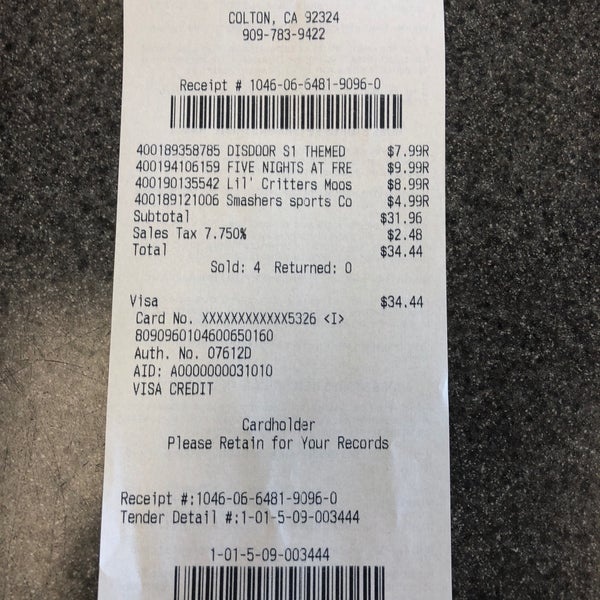 COLTON, CA 92324
909-783-9422
Receipt # 1046-06-6481-9096-0
400189358785 DISDOOR S1 THEMED $7.99R
400194106159 FIVE NIGHTS AT FRE $9.99R
400190135542 Lil' Critters Moos $8.99R
400189121006 Smashers sports Co $4.99R
Subtotal $31.96
Sales Tax 7.750% $2.48
Total $34.44
Sold: 4 Returned: 0
Visa $34.44
Card No. XXXXXXXXXXXX5326 <I>
8090960104600650160
Auth. No. 07612D
AID: A0000000031010
VISA CREDIT
Cardholder
Please Retain for Your Records
Receipt #:1046-06-6481-9096-0
Tender Detail #:1-01-5-09-003444
1-01-5-09-003444